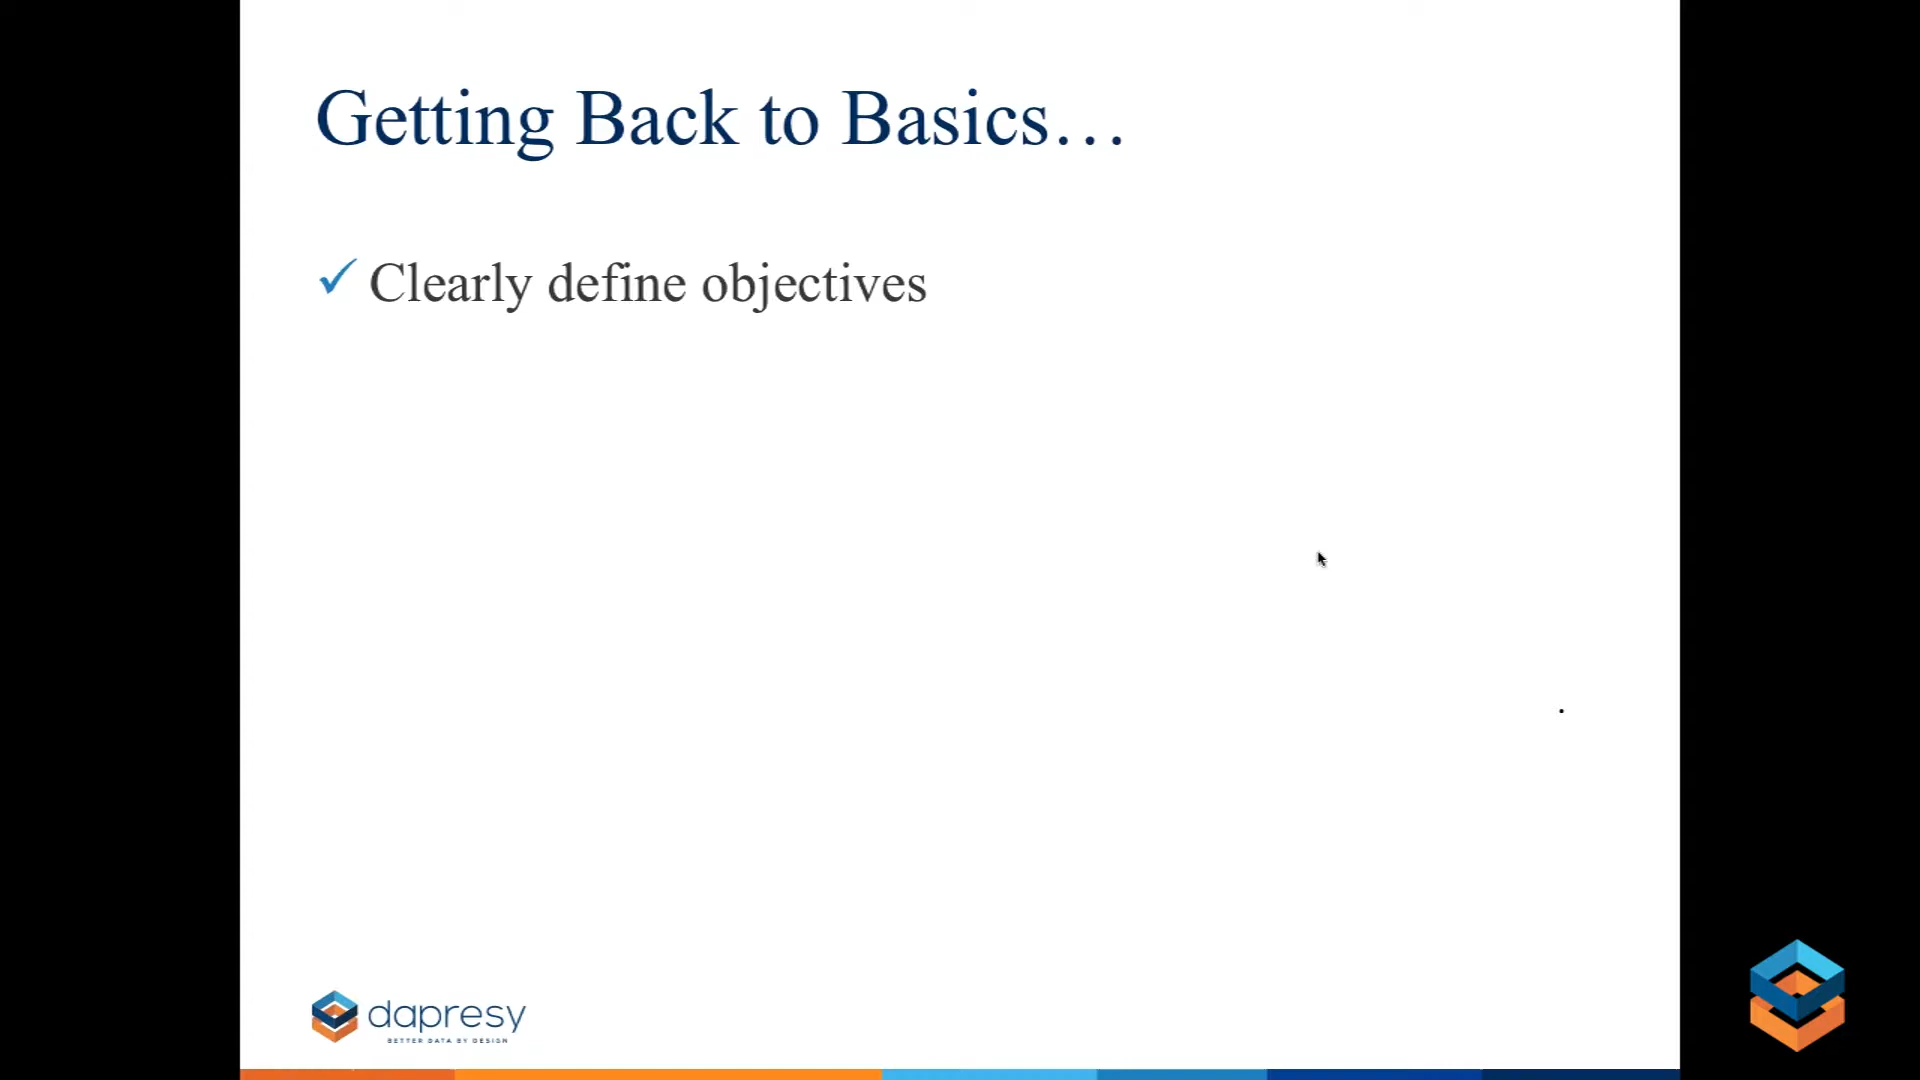 Getting Back to Basics…
✓ Clearly define objectives
.
dapresy
BETTER DATA BY DESIGN